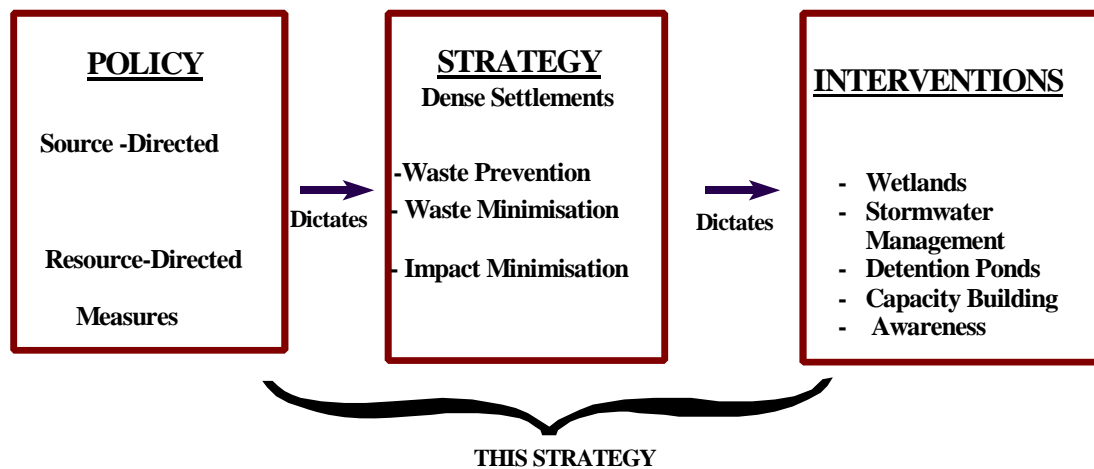 POLICY
Source -Directed
Resource-Directed
Measures
Dictates
STRATEGY
Dense Settlements
-Waste Prevention
- Waste Minimisation
- Impact Minimisation
Dictates
INTERVENTIONS
- Wetlands
- Stormwater
Management
- Detention Ponds
- Capacity Building
- Awareness
THIS STRATEGY